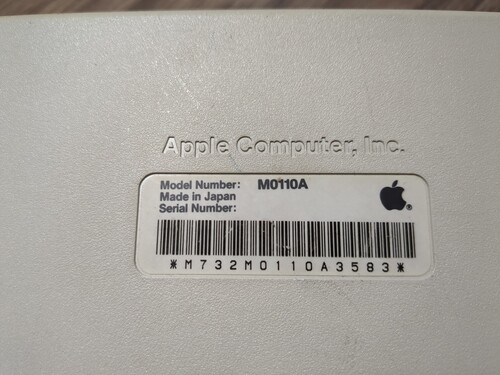 Apple Computer, Inc.
Model Number: M0110A
Made in Japan
Serial Number:
*M732M0110A3583*